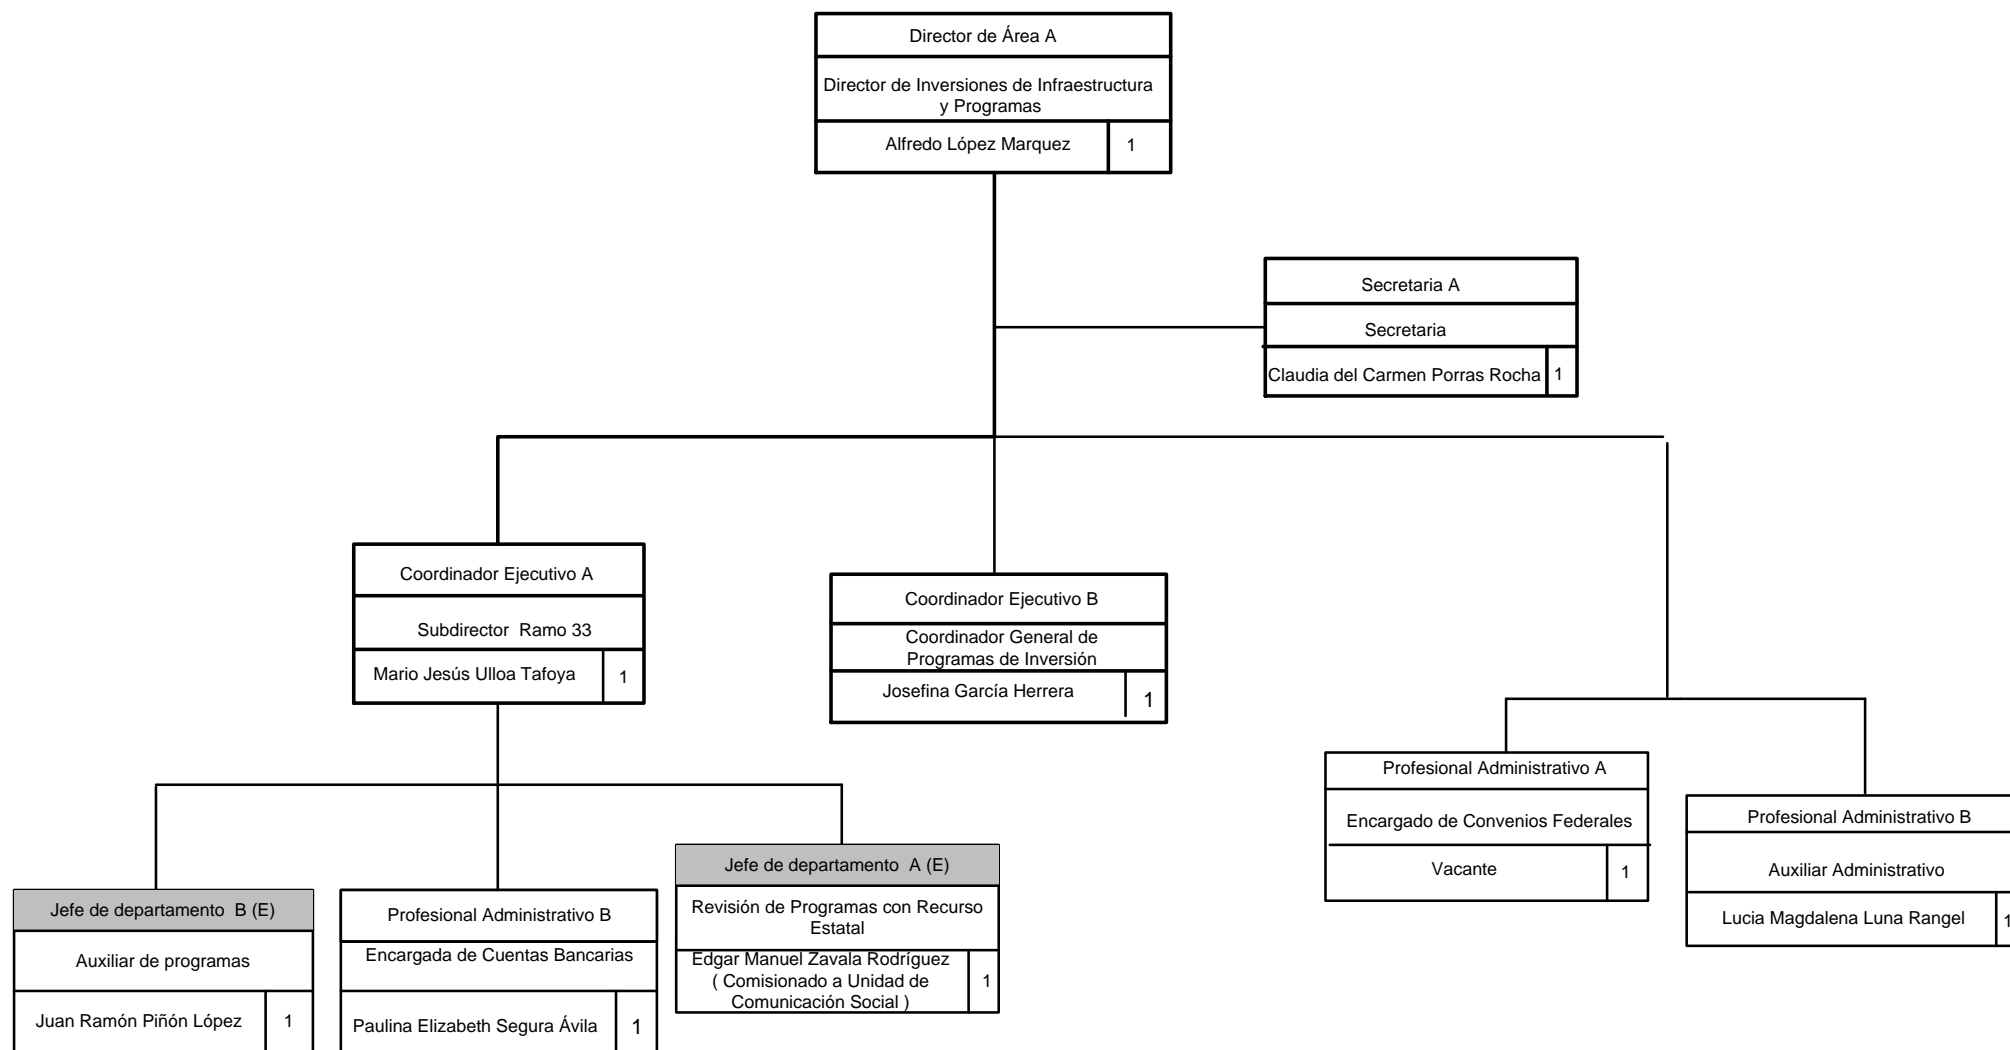 Director de Área A
Director de Inversiones de Infraestructura
y Programas
Alfredo López Marquez
1
Secretaria A
Secretaria
Claudia del Carmen Porras Rocha
1
Coordinador Ejecutivo A
Subdirector Ramo 33
Mario Jesús Ulloa Tafoya
1
Coordinador Ejecutivo B
Coordinador General de
Programas de Inversión
Josefina García Herrera
1
Profesional Administrativo A
Encargado de Convenios Federales
Vacante
1
Profesional Administrativo B
Auxiliar Administrativo
Lucia Magdalena Luna Rangel
1
Jefe de departamento B (E)
Auxiliar de programas
Juan Ramón Piñón López
1
Profesional Administrativo B
Encargada de Cuentas Bancarias
Paulina Elizabeth Segura Ávila
1
Jefe de departamento A (E)
Revisión de Programas con Recurso
Estatal
Edgar Manuel Zavala Rodríguez
( Comisionado a Unidad de
Comunicación Social )
1